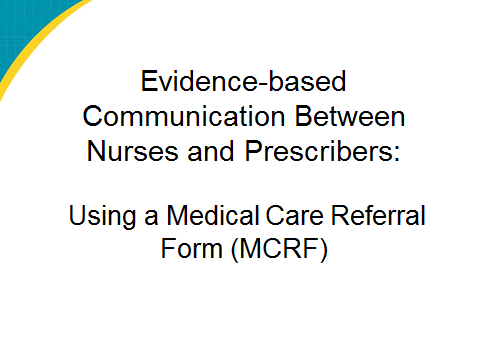 Evidence-based
Communication Between
Nurses and Prescribers:
Using a Medical Care Referral
Form (MCRF)